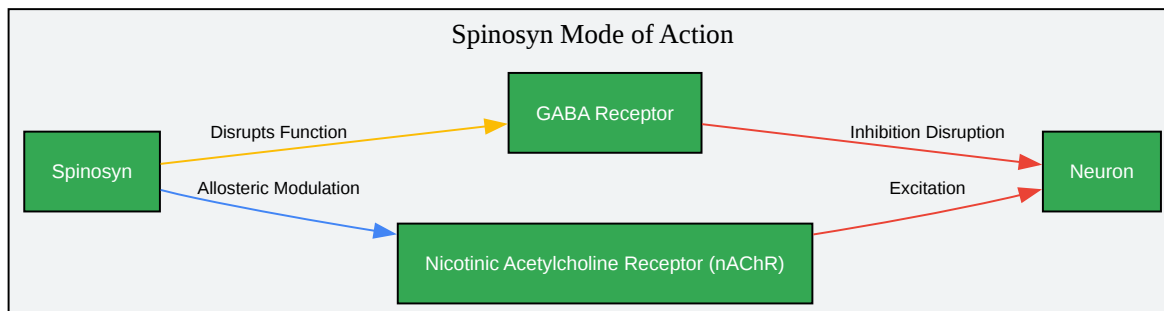 Spinosyn Mode of Action
GABA Receptor
Disrupts Function
Inhibition Disruption
Spinosyn
Neuron
Allosteric Modulation
Excitation
Nicotinic Acetylcholine Receptor (nAChR)